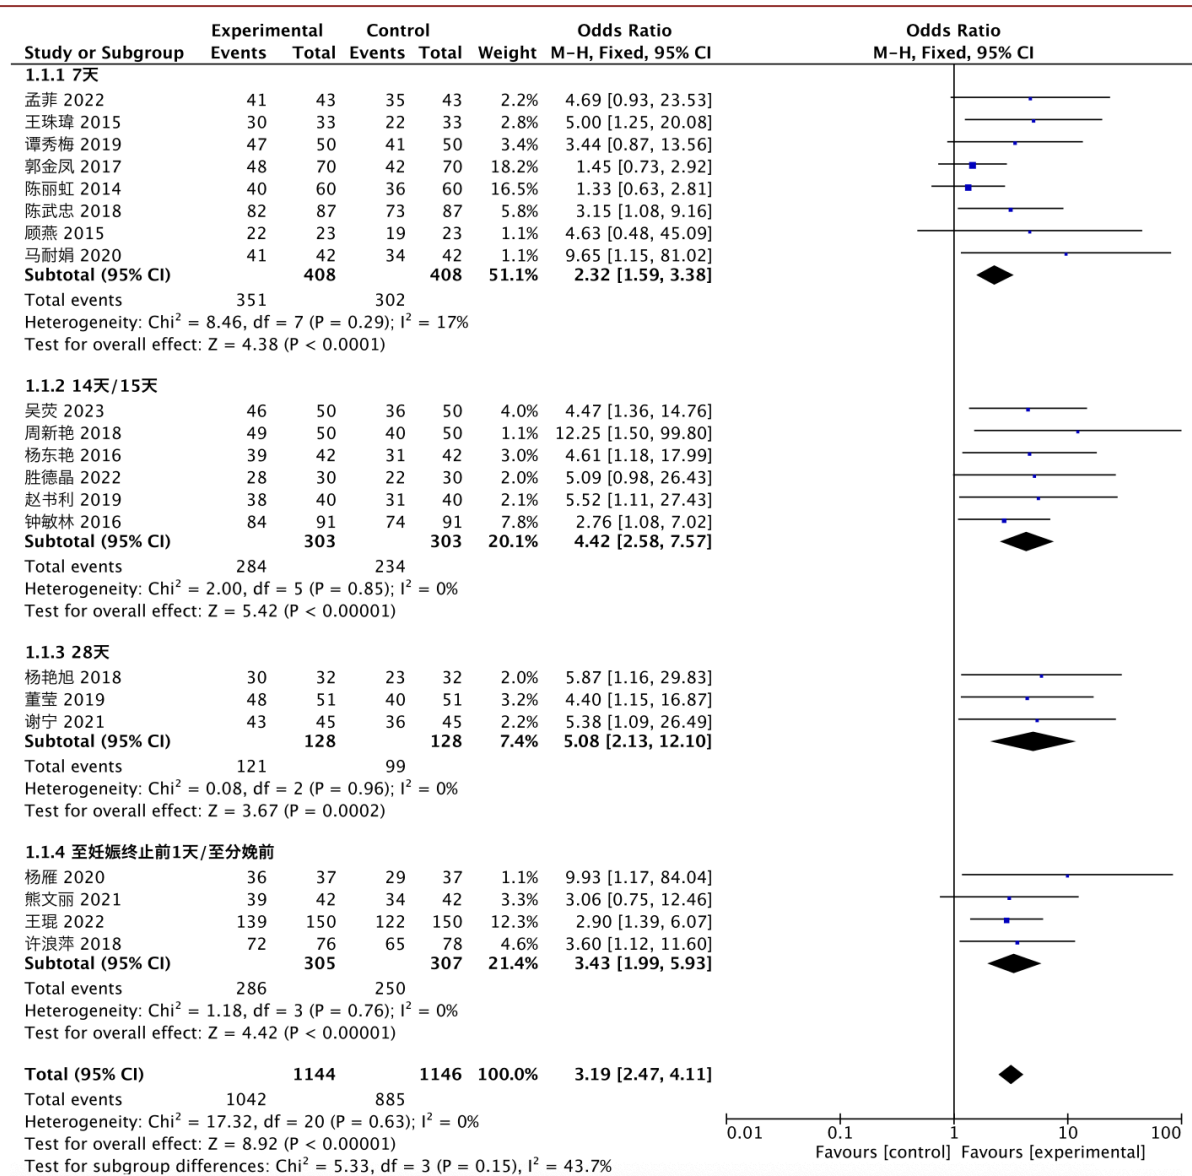 Experimental Control Odds Ratio Odds Ratio
Study or Subgroup Events Total Events Total Weight M-H, Fixed, 95% CI M-H, Fixed, 95% CI
1.1.1 7天
孟菲 2022 41 43 35 43 2.2% 4.69 [0.93, 23.53]
王珠瑋 2015 30 33 22 33 2.8% 5.00 [1.25, 20.08]
谭秀梅 2019 47 50 41 50 3.4% 3.44 [0.87, 13.56]
郭金凤 2017 48 70 42 70 18.2% 1.45 [0.73, 2.92]
陈丽虹 2014 40 60 36 60 16.5% 1.33 [0.63, 2.81]
陈武忠 2018 82 87 73 87 5.8% 3.15 [1.08, 9.16]
顾燕 2015 22 23 19 23 1.1% 4.63 [0.48, 45.09]
马耐娟 2020 41 42 34 42 1.1% 9.65 [1.15, 81.02]
Subtotal (95% CI) 408 408 51.1% 2.32 [1.59, 3.38]
Total events 351 302
Heterogeneity: Chi² = 8.46, df = 7 (P = 0.29); I² = 17%
Test for overall effect: Z = 4.38 (P < 0.0001)
1.1.2 14天/15天
吴荧 2023 46 50 36 50 4.0% 4.47 [1.36, 14.76]
周新艳 2018 49 50 40 50 1.1% 12.25 [1.50, 99.80]
杨东艳 2016 39 42 31 42 3.0% 4.61 [1.18, 17.99]
胜德晶 2022 28 30 22 30 2.0% 5.09 [0.98, 26.43]
赵书利 2019 38 40 31 40 2.1% 5.52 [1.11, 27.43]
钟敏林 2016 84 91 74 91 7.8% 2.76 [1.08, 7.02]
Subtotal (95% CI) 303 303 20.1% 4.42 [2.58, 7.57]
Total events 284 234
Heterogeneity: Chi² = 2.00, df = 5 (P = 0.85); I² = 0%
Test for overall effect: Z = 5.42 (P < 0.00001)
1.1.3 28天
杨艳旭 2018 30 32 23 32 2.0% 5.87 [1.16, 29.83]
董莹 2019 48 51 40 51 3.2% 4.40 [1.15, 16.87]
谢宁 2021 43 45 36 45 2.2% 5.38 [1.09, 26.49]
Subtotal (95% CI) 128 128 7.4% 5.08 [2.13, 12.10]
Total events 121 99
Heterogeneity: Chi² = 0.08, df = 2 (P = 0.96); I² = 0%
Test for overall effect: Z = 3.67 (P = 0.0002)
1.1.4 至妊娠终止前1天/至分娩前
杨雁 2020 36 37 29 37 1.1% 9.93 [1.17, 84.04]
熊文丽 2021 39 42 34 42 3.3% 3.06 [0.75, 12.46]
王琨 2022 139 150 122 150 12.3% 2.90 [1.39, 6.07]
许浪萍 2018 72 76 65 78 4.6% 3.60 [1.12, 11.60]
Subtotal (95% CI) 305 307 21.4% 3.43 [1.99, 5.93]
Total events 286 250
Heterogeneity: Chi² = 1.18, df = 3 (P = 0.76); I² = 0%
Test for overall effect: Z = 4.42 (P < 0.00001)
Total (95% CI) 1144 1146 100.0% 3.19 [2.47, 4.11]
Total events 1042 885
Heterogeneity: Chi² = 17.32, df = 20 (P = 0.63); I² = 0%
Test for overall effect: Z = 8.92 (P < 0.00001)
Test for subgroup differences: Chi² = 5.33, df = 3 (P = 0.15), I² = 43.7%
0.01 0.1 1 10 100
Favours [control] Favours [experimental]